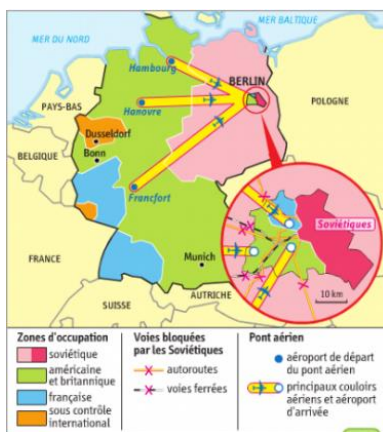 MER DU NORD
MER BALTIQUE
Hambourg
BERLIN
PAYS-BAS
Hanovre
POLOGNE
Dusseldorf
Bonn
BELGIQUE
Francfort
Soviétiques
FRANCE
Munich
10 km
SUISSE
AUTRICHE
Zones d'occupation
soviétique
américaine
et britannique
française
sous contrôle
international
Voies bloquées
par les Soviétiques
autoroutes
voies ferrées
Pont aérien
aéroport de départ
du pont aérien
principaux couloirs
aériens et aéroport
d'arrivée